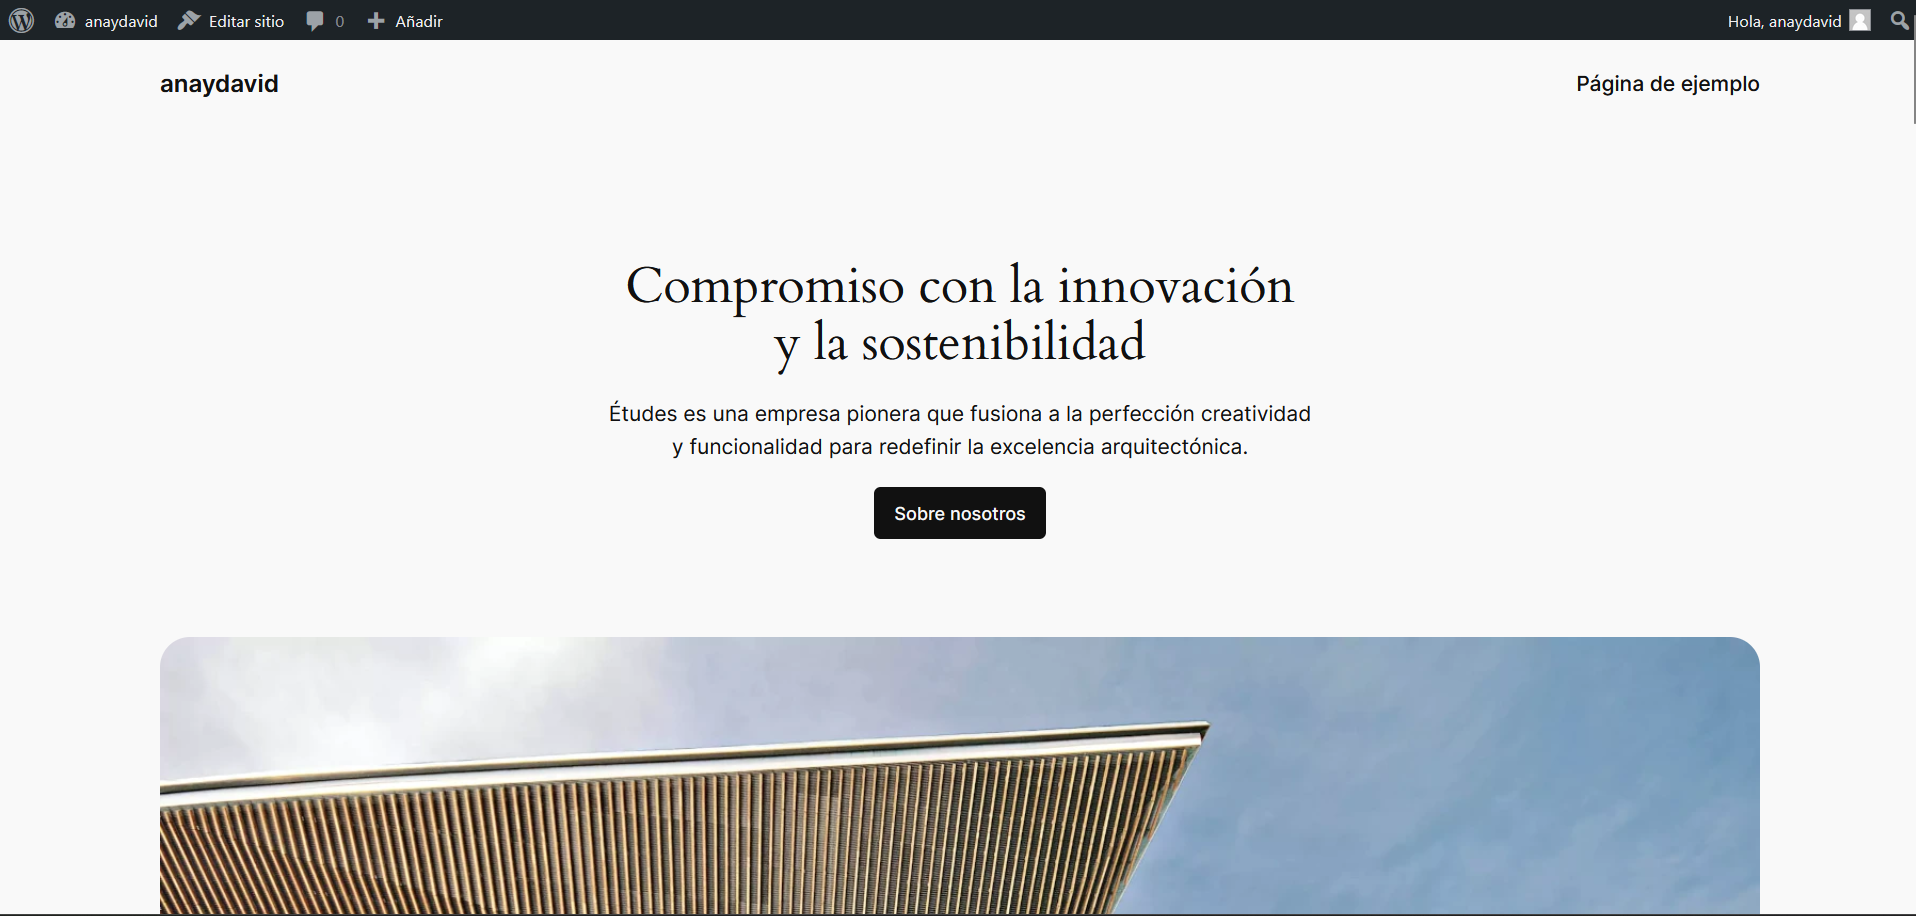 anaydavid Editar sitio 0 Añadir Hola, anaydavid
anaydavid Página de ejemplo
Compromiso con la innovación
y la sostenibilidad
Études es una empresa pionera que fusiona a la perfección creatividad
y funcionalidad para redefinir la excelencia arquitectónica.
Sobre nosotros